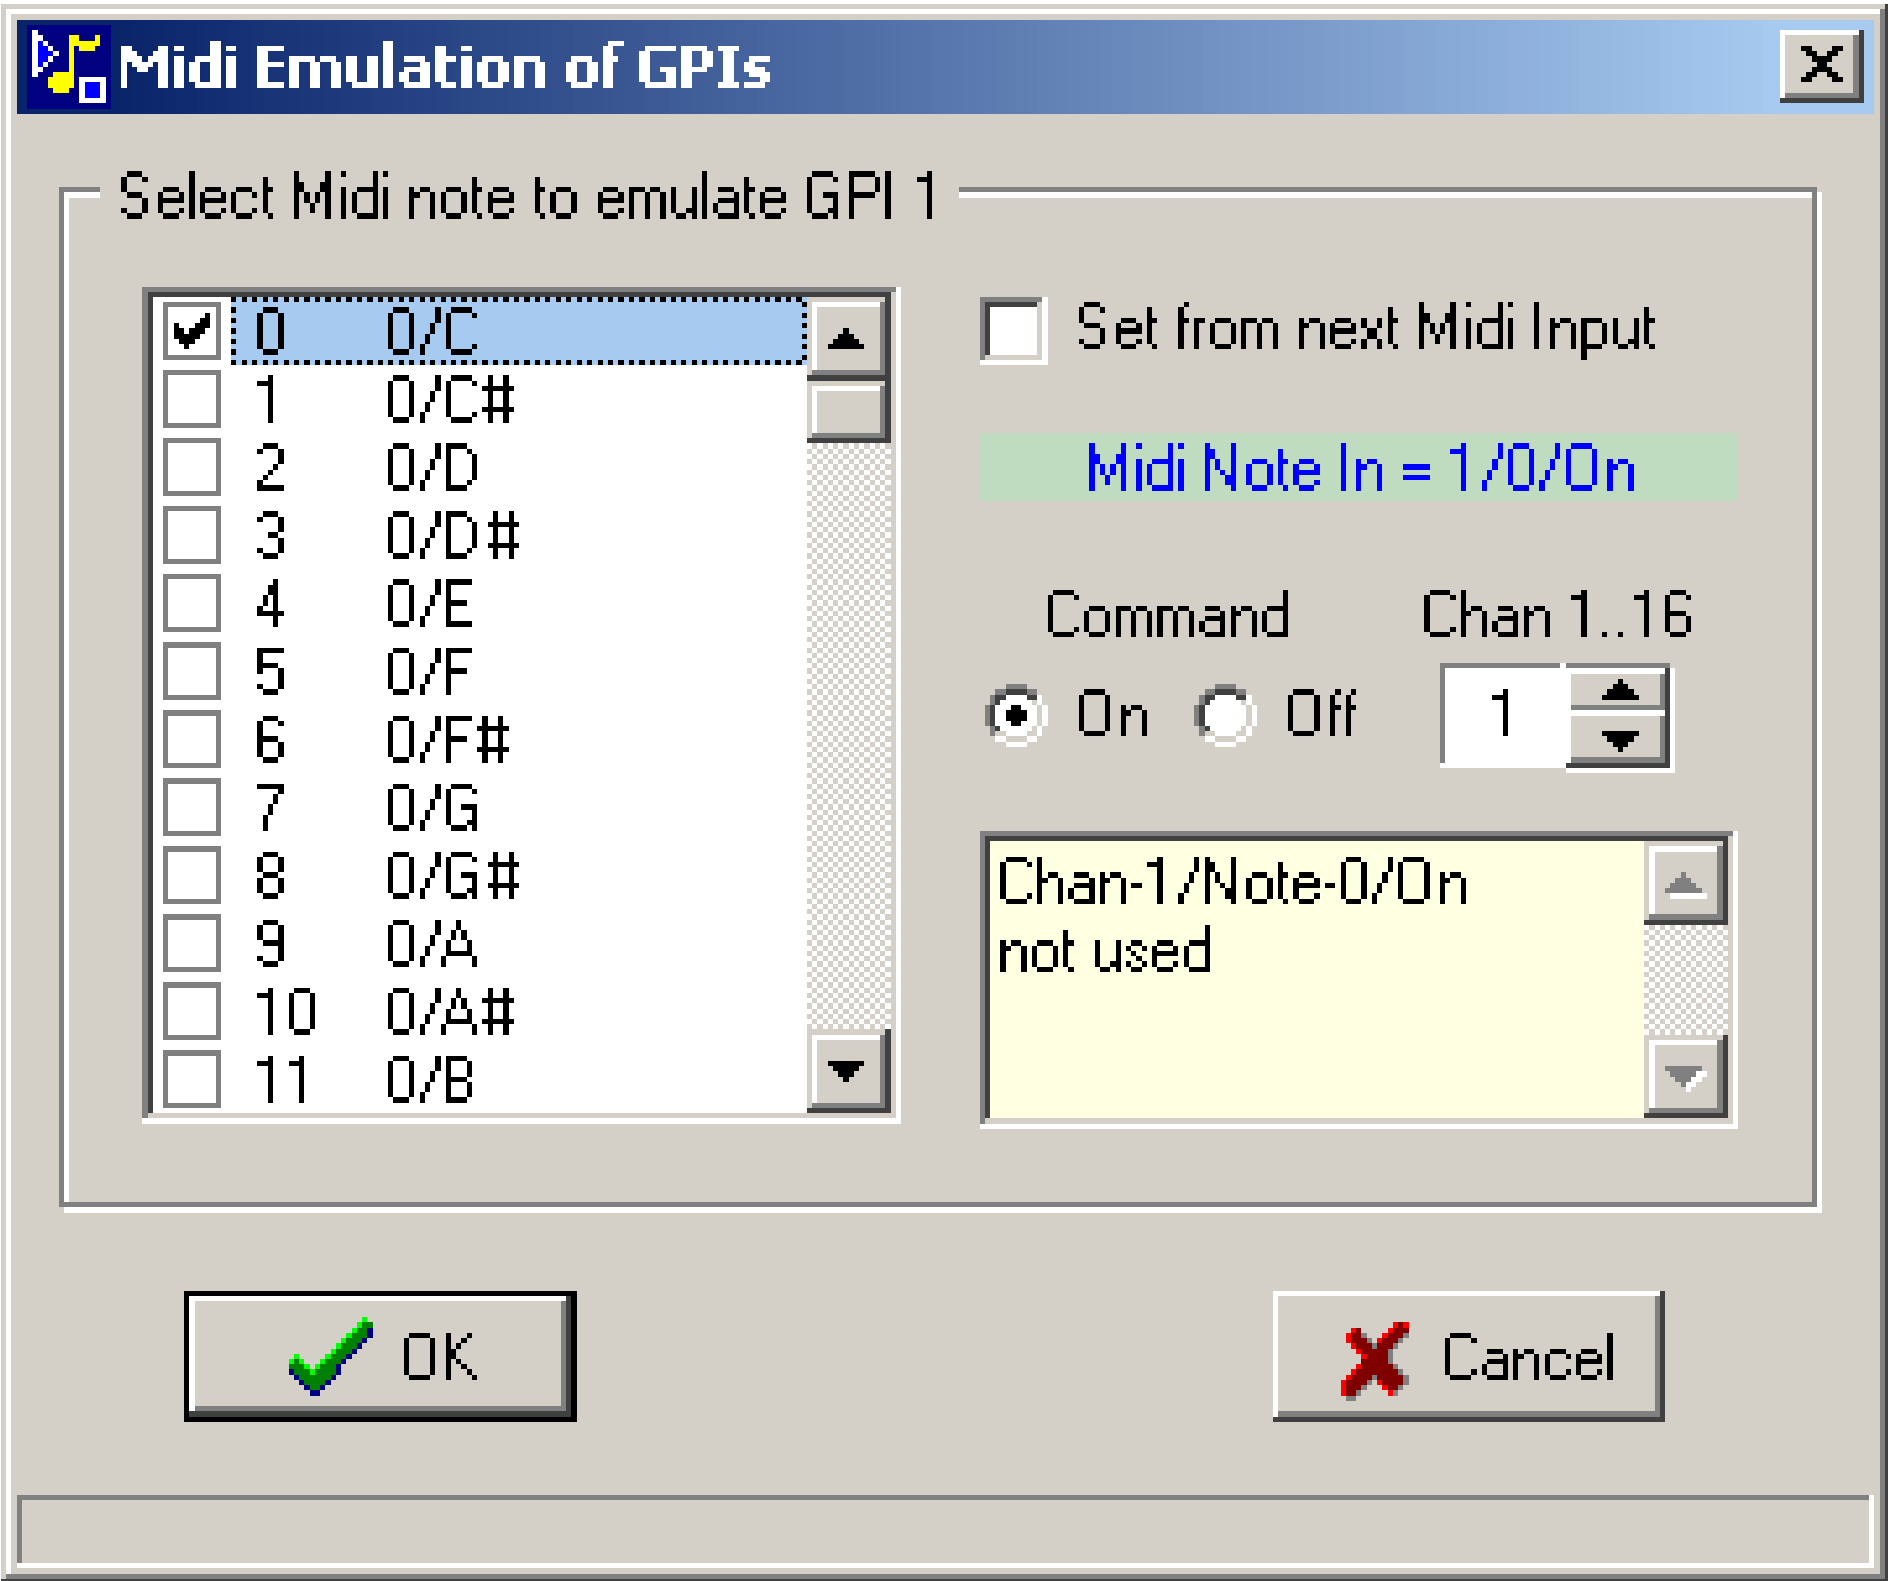 Midi Emulation of GPIs
Select Midi note to emulate GPI 1
0 0/C
1 0/C#
2 0/D
3 0/D#
4 0/E
5 0/F
6 0/F#
7 0/G
8 0/G#
9 0/A
10 0/A#
11 0/B
Set from next Midi Input
Midi Note In = 1/0/On
Command Chan 1..16
On Off 1
Chan-1/Note-0/On
not used
OK Cancel